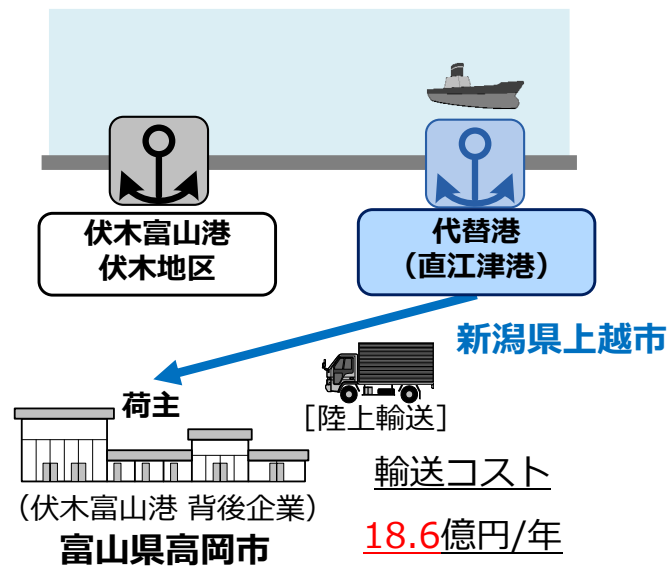 伏木富山港
伏木地区
代替港
（直江津港）
新潟県上越市
荷主
［陸上輸送］
（伏木富山港 背後企業）
富山県高岡市
輸送コスト
18.6億円/年